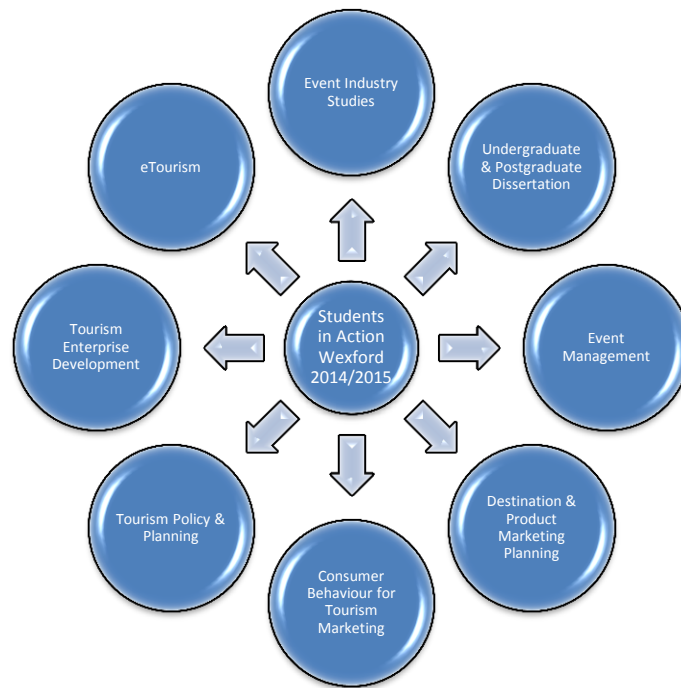 Event Industry
Studies
Undergraduate
& Postgraduate
Dissertation
Event
Management
Destination &
Product
Marketing
Planning
Consumer
Behaviour for
Tourism
Marketing
Tourism Policy &
Planning
Tourism
Enterprise
Development
eTourism
Students
in Action
Wexford
2014/2015